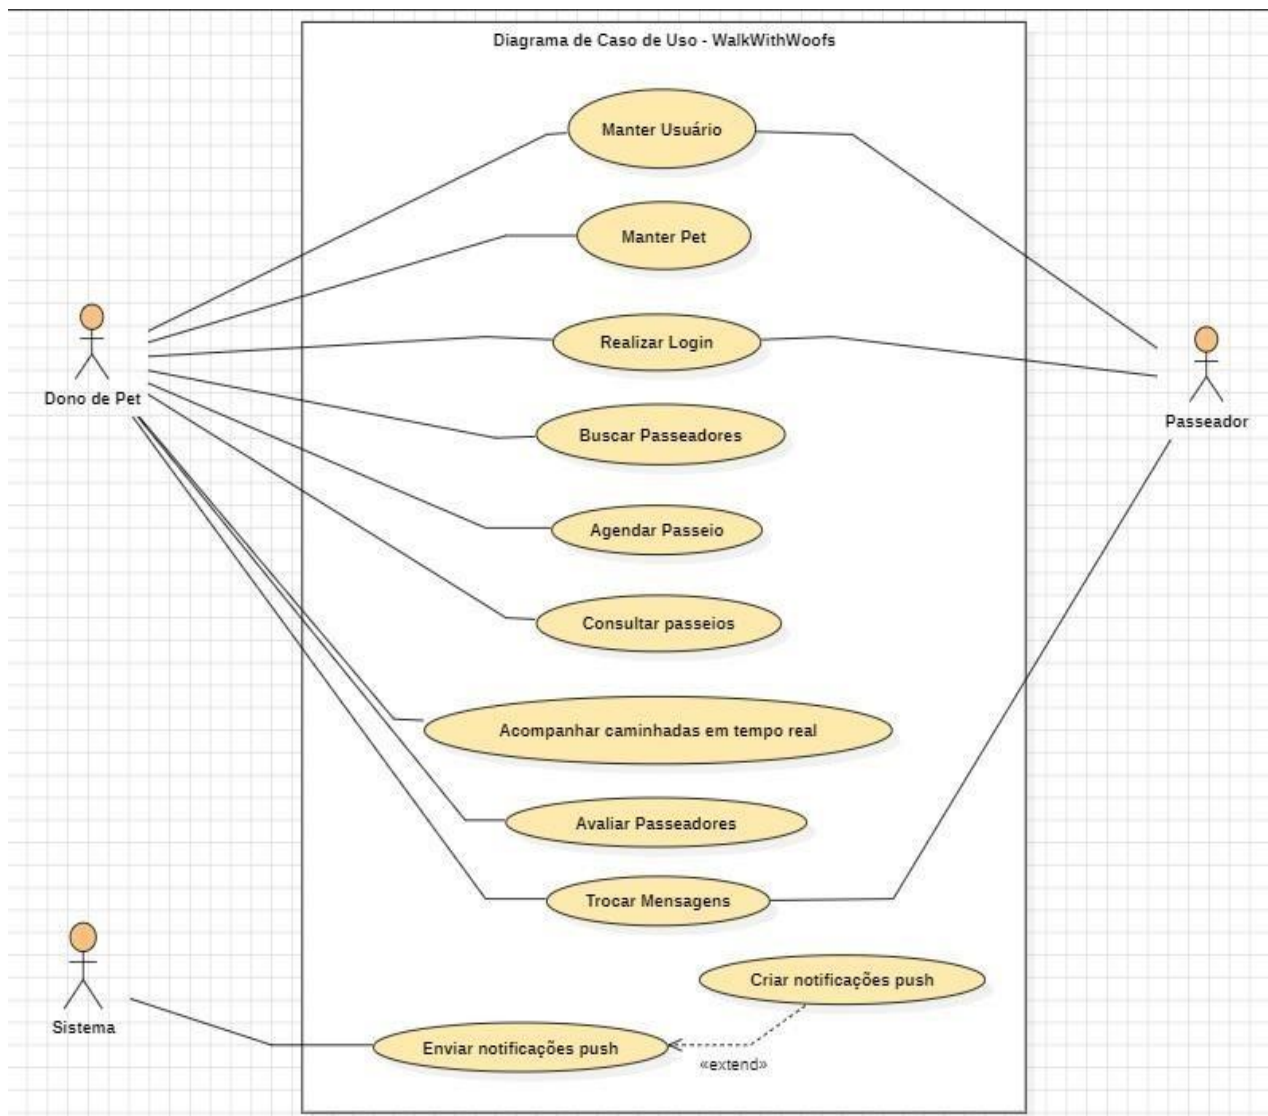 Diagrama de Caso de Uso - WalkWithWoofs
Manter Usuário
Manter Pet
Realizar Login
Dono de Pet
Passeador
Buscar Passeadores
Agendar Passeio
Consultar passeios
Acompanhar caminhadas em tempo real
Avaliar Passeadores
Trocar Mensagens
Criar notificações push
Sistema
Enviar notificações push
«extend»